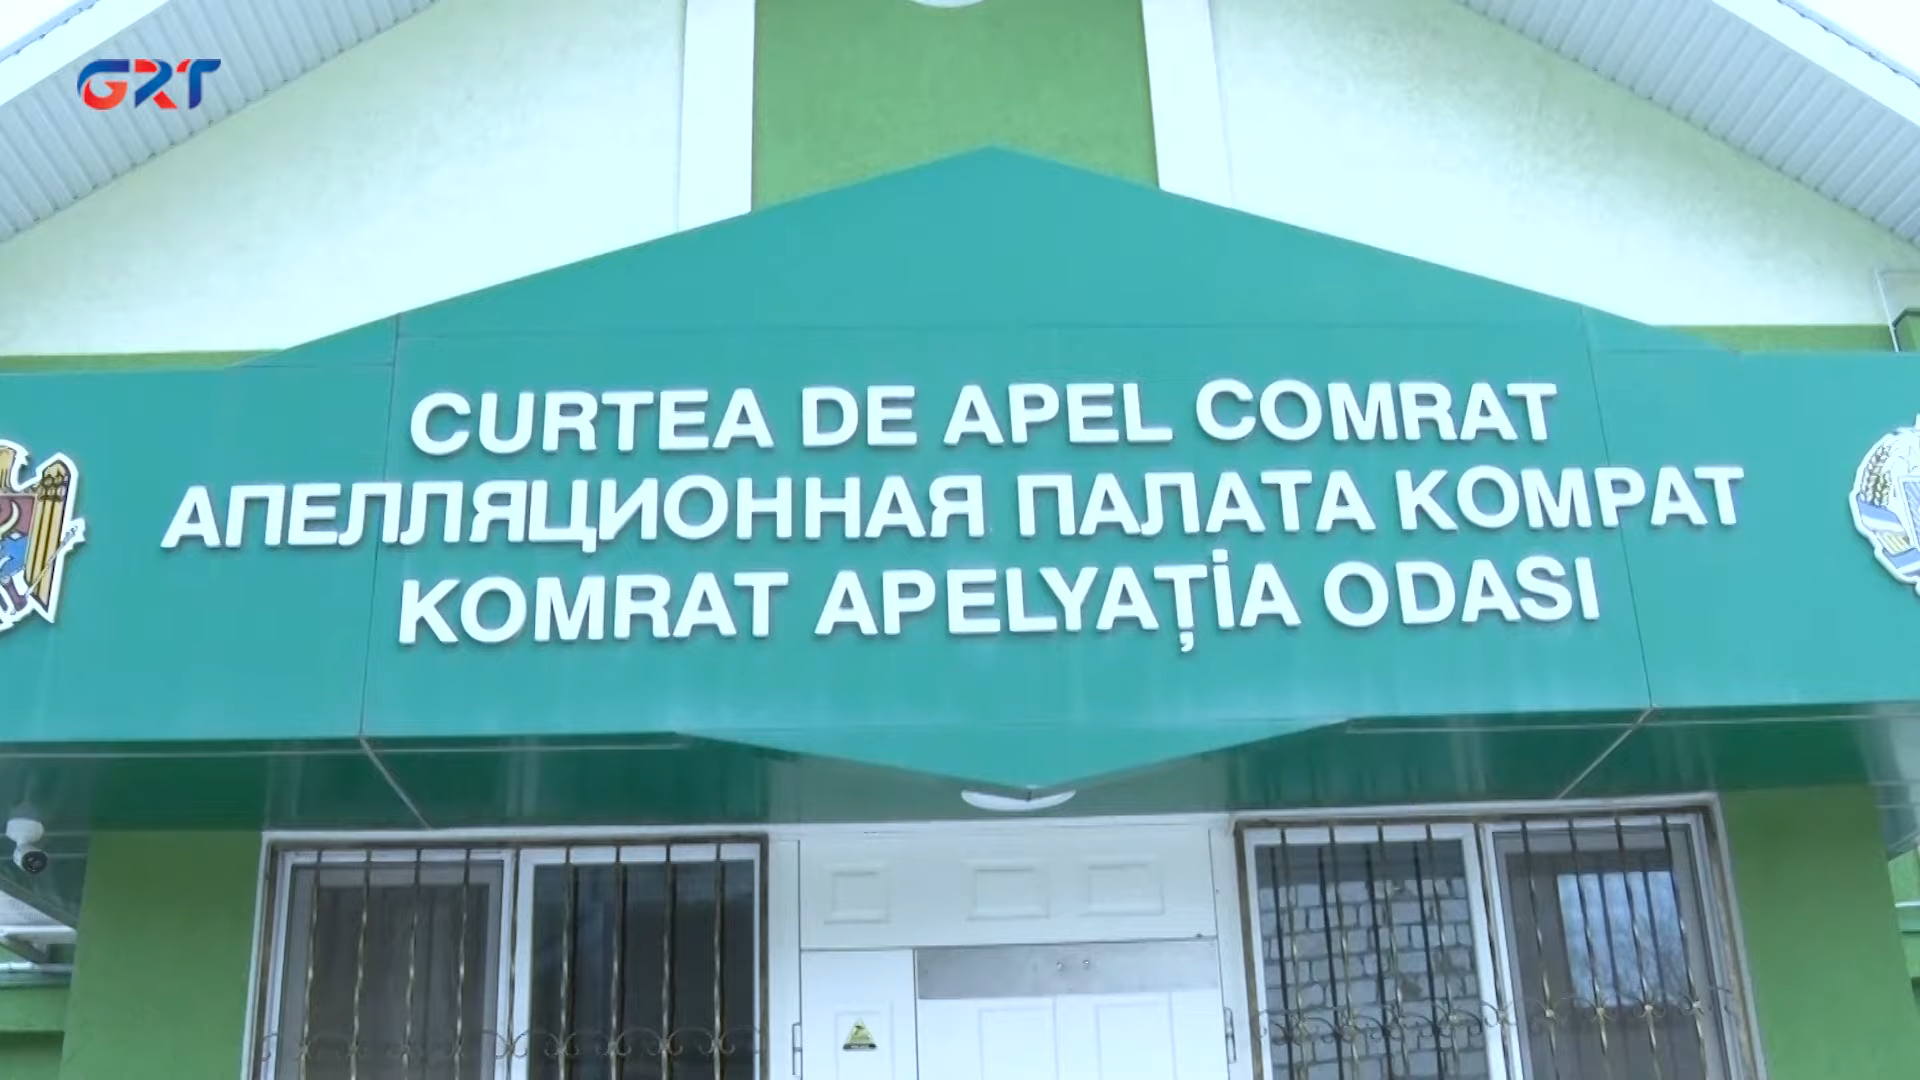 GRT
CURTEA DE APEL COMRAT
АПЕЛЛЯЦИОННАЯ ПАЛАТА КОМРАТ
KOMRAT APELYAȚİA ODASI